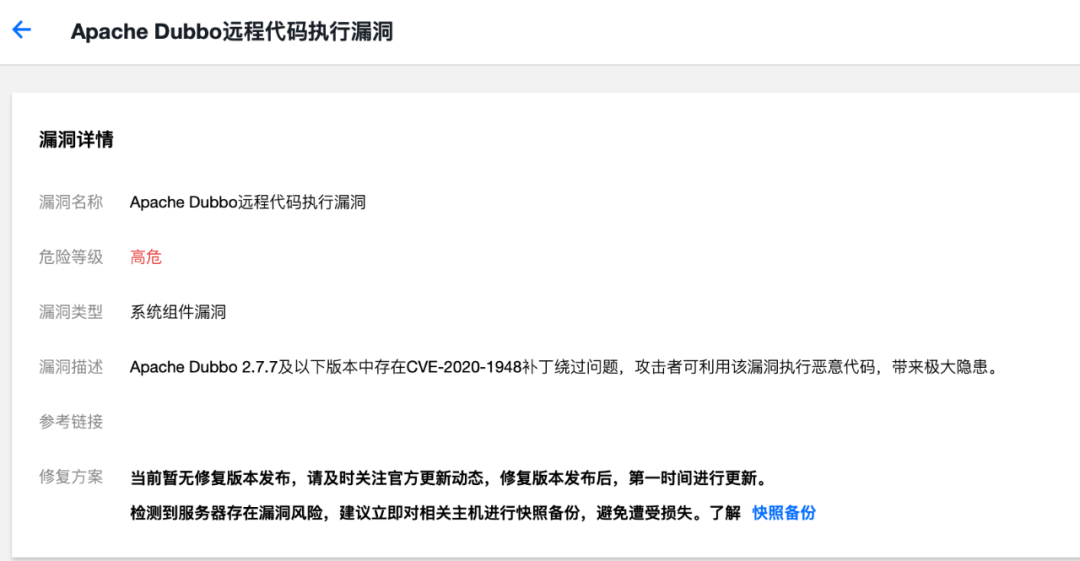 Apache Dubbo远程代码执行漏洞
漏洞详情
漏洞名称 Apache Dubbo远程代码执行漏洞
危险等级 高危
漏洞类型 系统组件漏洞
漏洞描述 Apache Dubbo 2.7.7及以下版本中存在CVE-2020-1948补丁绕过问题，攻击者可利用该漏洞执行恶意代码，带来极大隐患。
参考链接
修复方案 当前暂无修复版本发布，请及时关注官方更新动态，修复版本发布后，第一时间进行更新。
检测到服务器存在漏洞风险，建议立即对相关主机进行快照备份，避免遭受损失。了解 快照备份